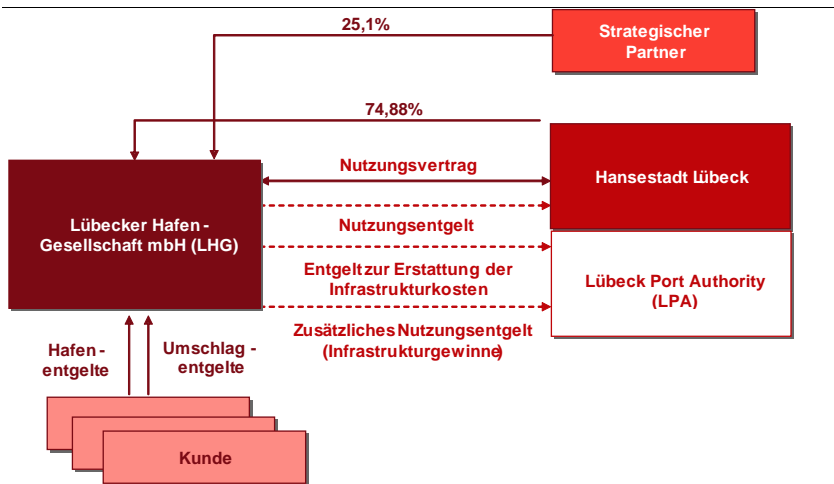 25,1%
Strategischer
Partner
74,88%
Nutzungsvertrag
Hansestadt Lübeck
Lübecker Hafen -
Gesellschaft mbH (LHG)
Nutzungsentgelt
Entgelt zur Erstattung der
Infrastrukturkosten
Lübeck Port Authority
(LPA)
Zusätzliches Nutzungsentgelt
(Infrastrukturgewinne)
Hafen -
entgelte
Umschlag -
entgelte
Kunde